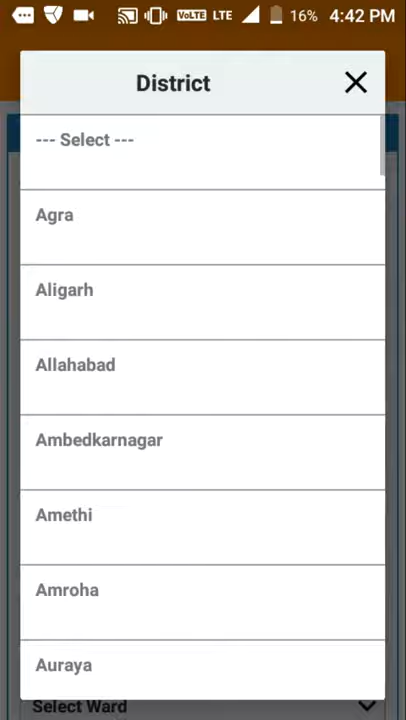 VoLTE LTE 16% 4:42 PM
District
--- Select ---
Agra
Aligarh
Allahabad
Ambedkarnagar
Amethi
Amroha
Auraya
Select Ward